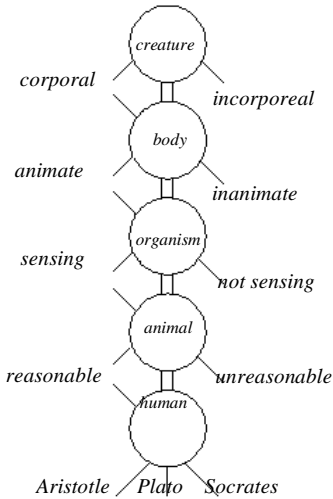 creature
corporal
incorporeal
body
animate
inanimate
organism
sensing
not sensing
animal
reasonable
unreasonable
human
Aristotle Plato Socrates